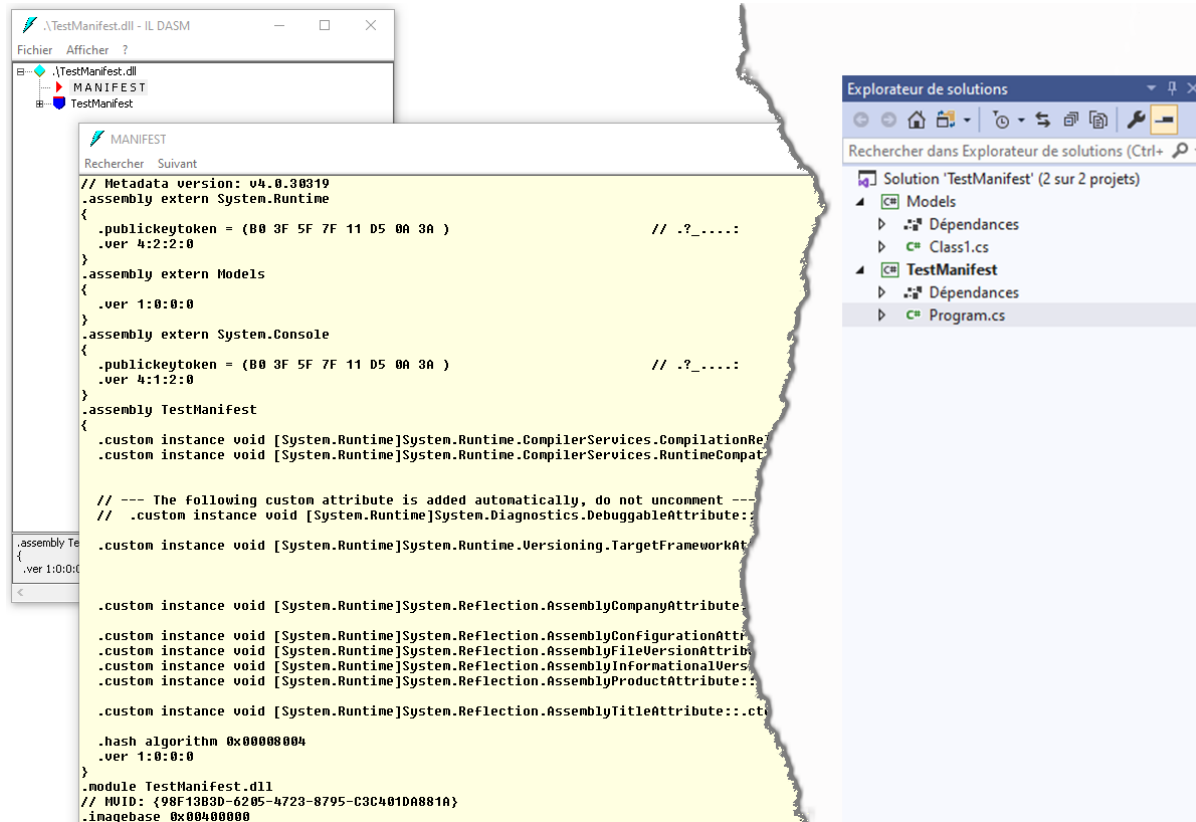 .\TestManifest.dll - IL DASM
Fichier Afficher ?
.\TestManifest.dll
MANIFEST
TestManifest
MANIFEST
Rechercher Suivant
// Metadata version: v4.0.30319
.assembly extern System.Runtime
{
.publickeytoken = (B0 3F 5F 7F 11 D5 0A 3A ) // .?_....:
.ver 4:2:2:0
}
.assembly extern Models
{
.ver 1:0:0:0
}
.assembly extern System.Console
{
.publickeytoken = (B0 3F 5F 7F 11 D5 0A 3A ) // .?_....:
.ver 4:1:2:0
}
.assembly TestManifest
{
.custom instance void [System.Runtime]System.Runtime.CompilerServices.CompilationRe
.custom instance void [System.Runtime]System.Runtime.CompilerServices.RuntimeCompat
// --- The following custom attribute is added automatically, do not uncomment ---
// .custom instance void [System.Runtime]System.Diagnostics.DebuggableAttribute::
.custom instance void [System.Runtime]System.Runtime.Versioning.TargetFrameworkAt
.custom instance void [System.Runtime]System.Reflection.AssemblyCompanyAttribute:
.custom instance void [System.Runtime]System.Reflection.AssemblyConfigurationAttr
.custom instance void [System.Runtime]System.Reflection.AssemblyFileVersionAttrib
.custom instance void [System.Runtime]System.Reflection.AssemblyInformationalVers
.custom instance void [System.Runtime]System.Reflection.AssemblyProductAttribute::
.custom instance void [System.Runtime]System.Reflection.AssemblyTitleAttribute::.cto
.hash algorithm 0x00008004
.ver 1:0:0:0
}
.module TestManifest.dll
// MVID: {98F13B3D-6205-4723-8795-C3C401DA881A}
.imagebase 0x00400000
.assembly Te
{
.ver 1:0:0:0
Explorateur de solutions
Rechercher dans Explorateur de solutions (Ctrl+
Solution 'TestManifest' (2 sur 2 projets)
C# Models
Dépendances
C# Class1.cs
C# TestManifest
Dépendances
C# Program.cs